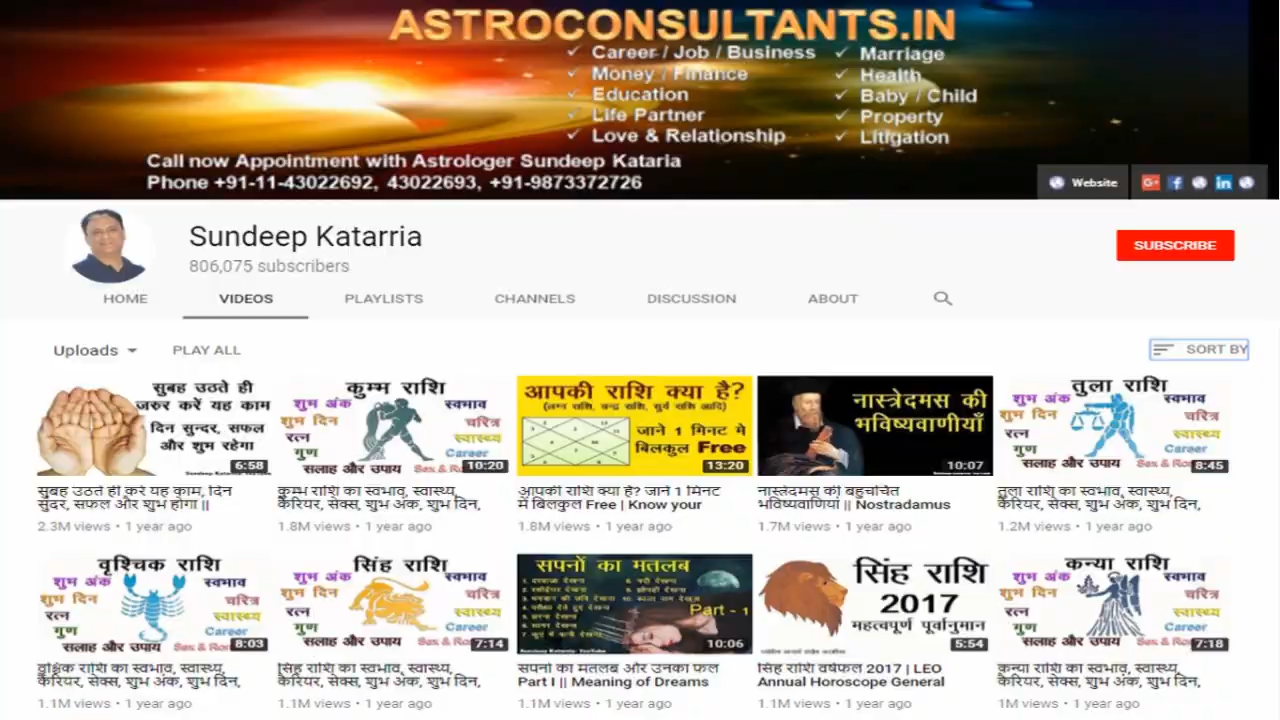 ASTROCONSULTANTS.IN
✓ Career / Job / Business ✓ Marriage
✓ Money / Finance ✓ Health
✓ Education ✓ Baby / Child
✓ Life Partner ✓ Property
✓ Love & Relationship ✓ Litigation
Call now Appointment with Astrologer Sundeep Kataria
Phone +91-11-43022692, 43022693, +91-9873372726
Website
Sundeep Katarria
SUBSCRIBE
806,075 subscribers
HOME VIDEOS PLAYLISTS CHANNELS DISCUSSION ABOUT
Uploads PLAY ALL SORT BY
सुबह उठते ही
जरुर करें यह काम
दिन सुन्दर, सफल
और शुभ रहेगा
6:58
सुबह उठते ही करें यह काम, दिन
सुंदर, सफल और शुभ होगा ||
2.3M views • 1 year ago
कुम्भ राशि
शुभ अंक स्वभाव
शुभ दिन चरित्र
रत्न स्वास्थ्य
गुण Career
सलाह और उपाय
10:20
कुम्भ राशि का स्वभाव, स्वास्थ्य,
कैरियर, सेक्स, शुभ अंक, शुभ दिन,
1.8M views • 1 year ago
आपकी राशि क्या है?
(लग्न राशि, चन्द्र राशि, सूर्य राशि आदि)
जाने 1 मिनट मे
बिलकुल Free
13:20
आपकी राशि क्या है? जाने 1 मिनट
में बिलकुल Free | Know your
1.8M views • 1 year ago
नास्त्रेदमस की
भविष्यवाणीयाँ
10:07
नास्त्रेदमस की बहुचर्चित
भविष्यवाणियां || Nostradamus
1.7M views • 1 year ago
तुला राशि
शुभ अंक स्वभाव
शुभ दिन चरित्र
रत्न स्वास्थ्य
गुण Career
सलाह और उपाय
8:45
तुला राशि का स्वभाव, स्वास्थ्य,
कैरियर, सेक्स, शुभ अंक, शुभ दिन,
1.2M views • 1 year ago
वृश्चिक राशि
शुभ अंक स्वभाव
शुभ दिन चरित्र
रत्न स्वास्थ्य
गुण Career
सलाह और उपाय
8:03
वृश्चिक राशि का स्वभाव, स्वास्थ्य,
कैरियर, सेक्स, शुभ अंक, शुभ दिन,
1.1M views • 1 year ago
सिंह राशि
शुभ अंक स्वभाव
शुभ दिन चरित्र
रत्न स्वास्थ्य
गुण Career
सलाह और उपाय
7:14
सिंह राशि का स्वभाव, स्वास्थ्य,
कैरियर, सेक्स, शुभ अंक, शुभ दिन,
1.1M views • 1 year ago
सपनों का मतलब
Part - 1
10:06
सपनों का मतलब और उनका फल
Part I || Meaning of Dreams
1.1M views • 1 year ago
सिंह राशि
2017
महत्वपूर्ण पूर्वानुमान
5:54
सिंह राशि वर्षफल 2017 | LEO
Annual Horoscope General
1.1M views • 1 year ago
कन्या राशि
शुभ अंक स्वभाव
शुभ दिन चरित्र
रत्न स्वास्थ्य
गुण Career
सलाह और उपाय
7:18
कन्या राशि का स्वभाव, स्वास्थ्य,
कैरियर, सेक्स, शुभ अंक, शुभ दिन,
1M views • 1 year ago